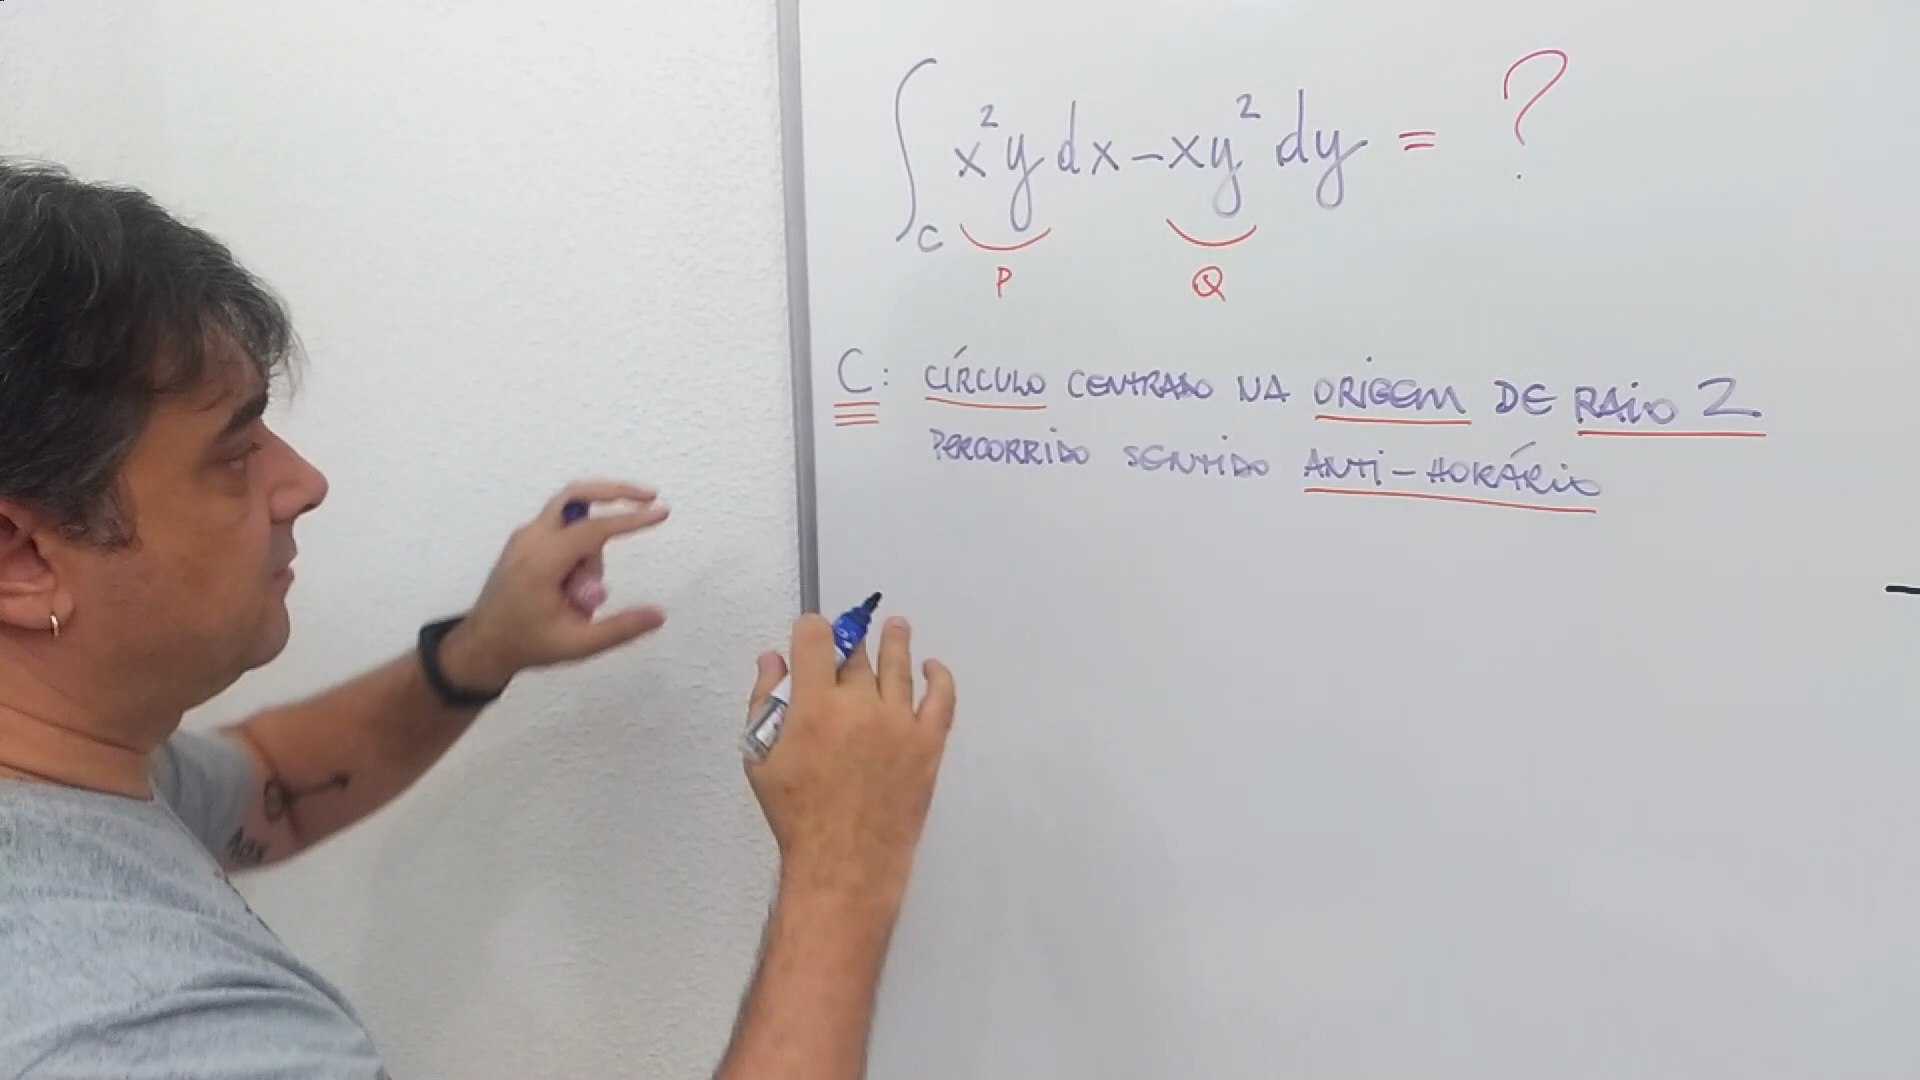 ∫_C x²y dx – xy² dy = ?
P Q
C: CÍRCULO CENTRADO NA ORIGEM DE RAIO 2
PERCORRIDO SENTIDO ANTI-HORÁRIO